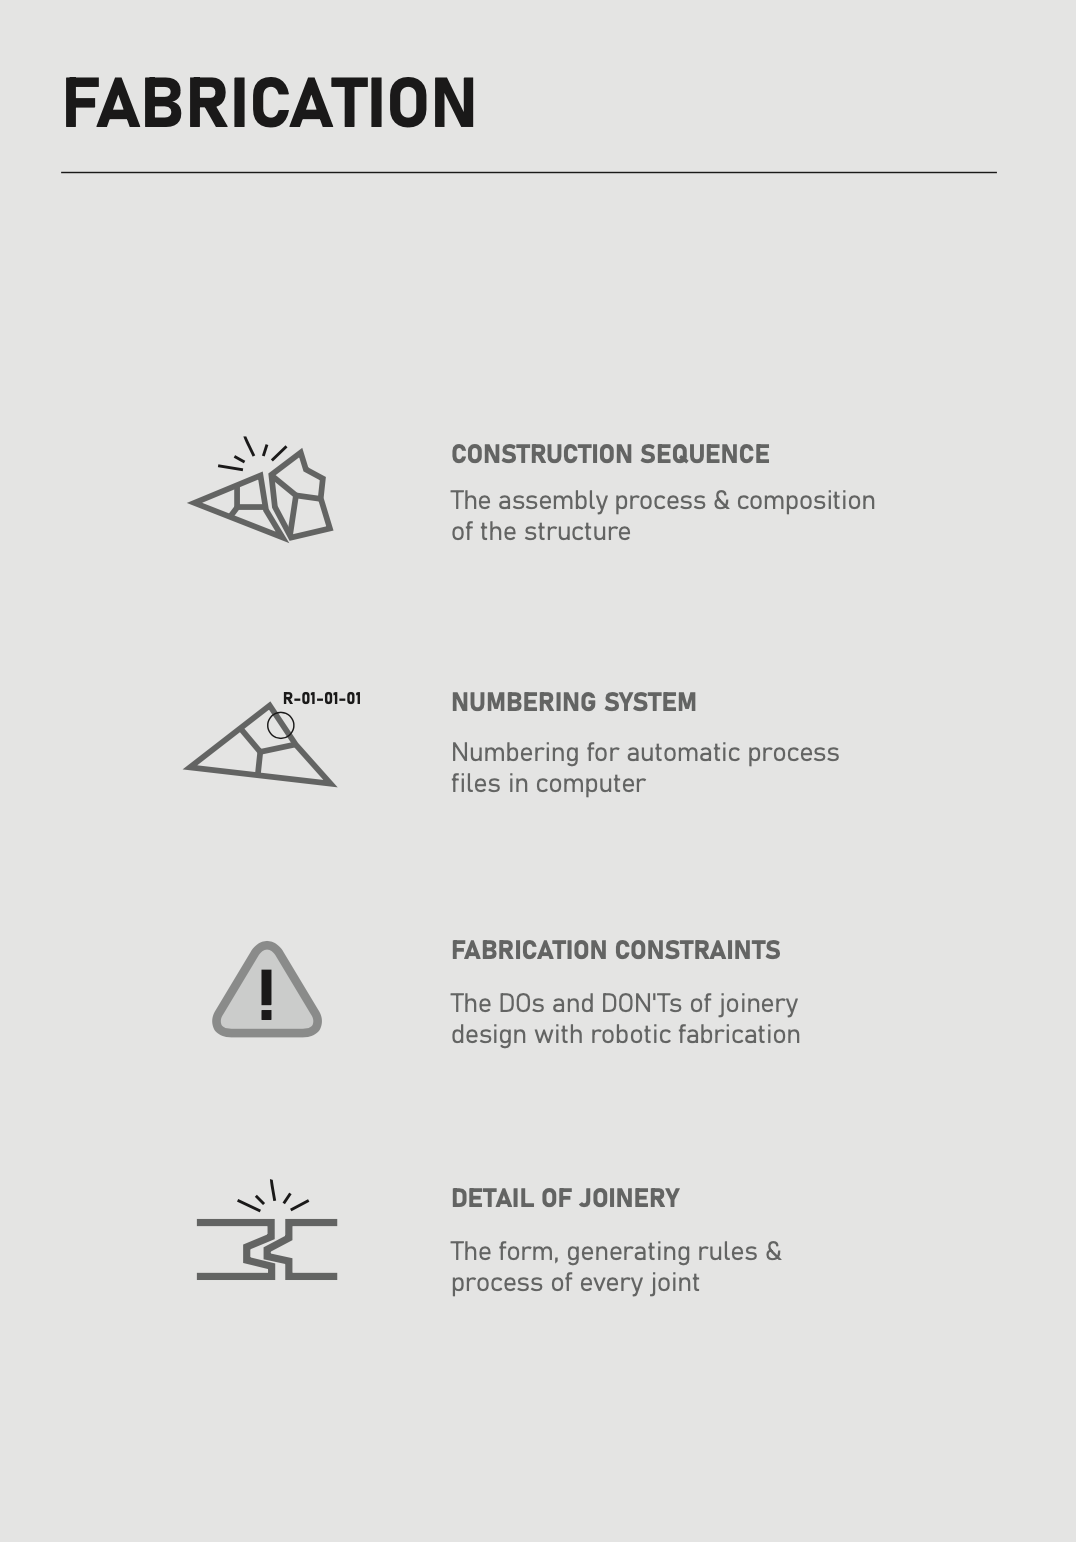 FABRICATION
CONSTRUCTION SEQUENCE
The assembly process & composition
of the structure
R-01-01-01
NUMBERING SYSTEM
Numbering for automatic process
files in computer
!
FABRICATION CONSTRAINTS
The DOs and DON'Ts of joinery
design with robotic fabrication
DETAIL OF JOINERY
The form, generating rules &
process of every joint